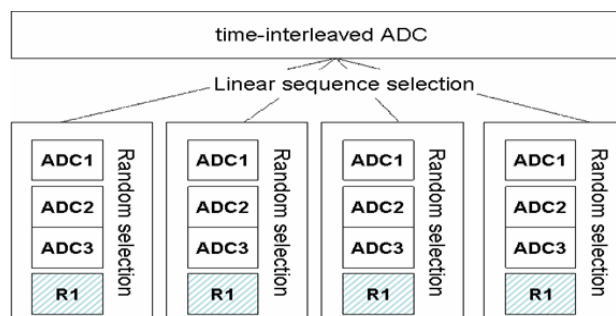 time-interleaved ADC
Linear sequence selection
ADC1
ADC2
ADC3
R1
Random selection
ADC1
ADC2
ADC3
R1
Random selection
ADC1
ADC2
ADC3
R1
Random selection
ADC1
ADC2
ADC3
R1
Random selection